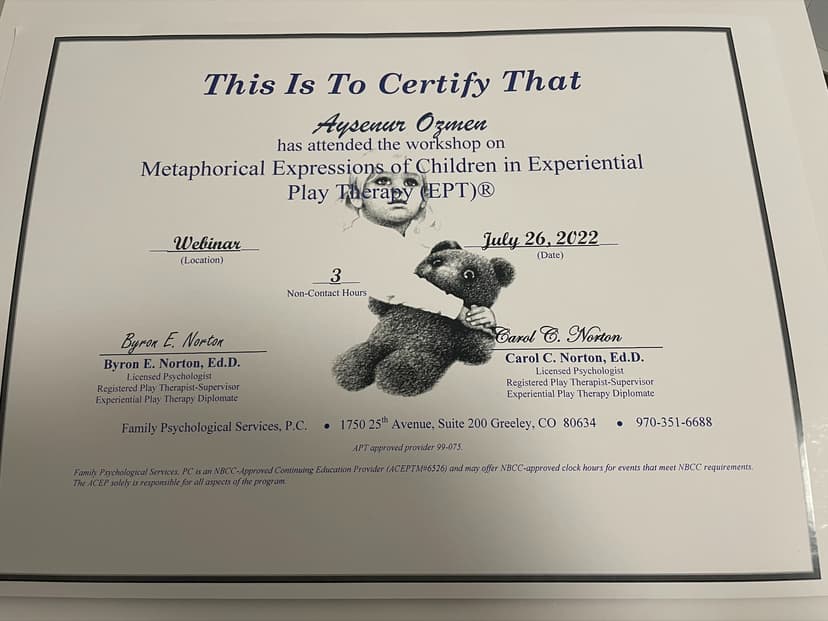 This Is To Certify That
Aysenur Ozmen
has attended the workshop on
Metaphorical Expressions of Children in Experiential
Play Therapy (EPT)®
Webinar
(Location)
July 26, 2022
(Date)
3
Non-Contact Hours
Byron E. Norton
Byron E. Norton, Ed.D.
Licensed Psychologist
Registered Play Therapist-Supervisor
Experiential Play Therapy Diplomate
Carol C. Norton
Carol C. Norton, Ed.D.
Licensed Psychologist
Registered Play Therapist-Supervisor
Experiential Play Therapy Diplomate
Family Psychological Services, P.C. • 1750 25th Avenue, Suite 200 Greeley, CO 80634 • 970-351-6688
APT approved provider 99-075.
Family Psychological Services, PC is an NBCC-Approved Continuing Education Provider (ACEPTM#6526) and may offer NBCC-approved clock hours for events that meet NBCC requirements.
The ACEP solely is responsible for all aspects of the program.